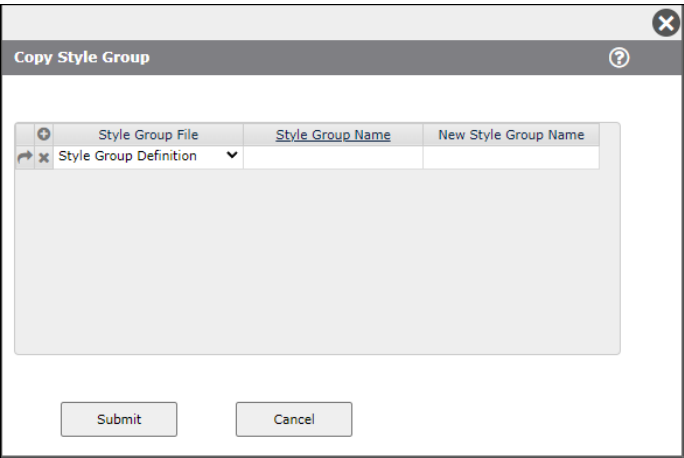 Copy Style Group
Style Group File Style Group Name New Style Group Name
Style Group Definition
Submit Cancel